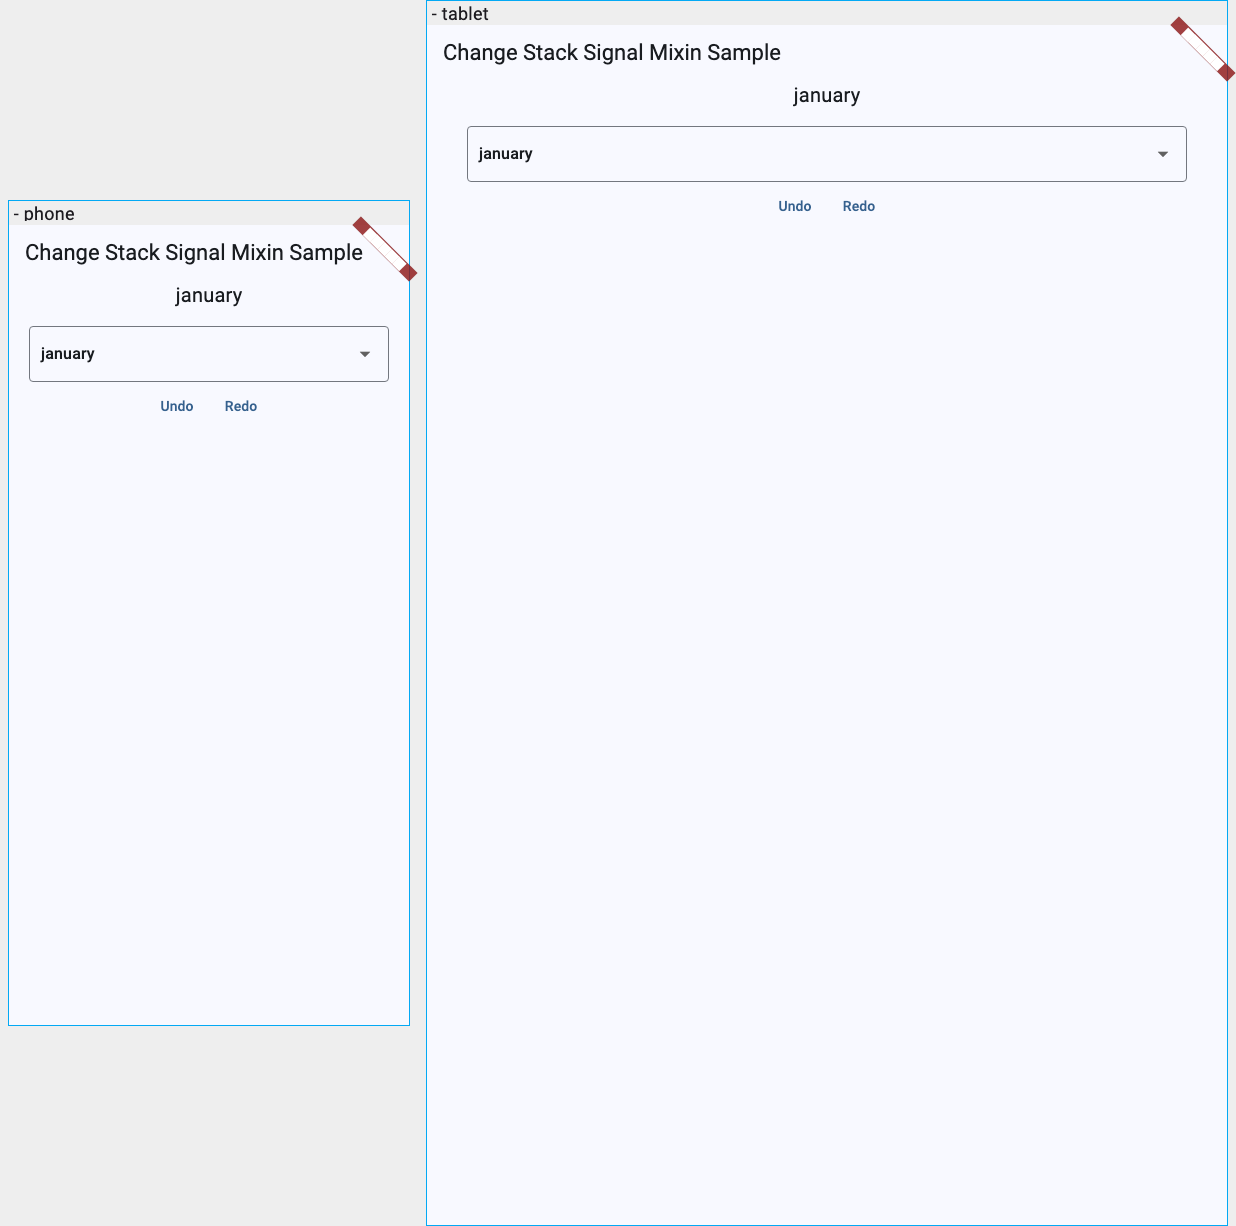 - phone
Change Stack Signal Mixin Sample
january
january
Undo Redo
- tablet
Change Stack Signal Mixin Sample
january
january
Undo Redo